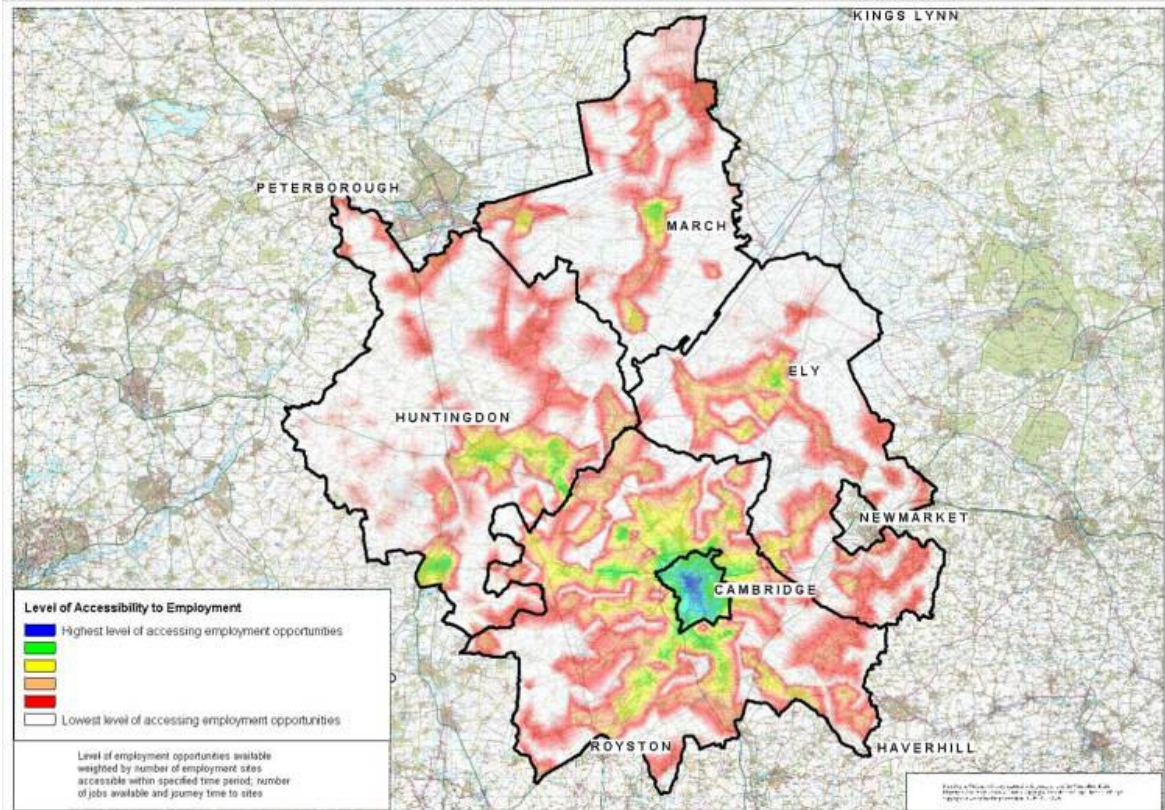 KINGS LYNN
PETERBOROUGH
MARCH
ELY
HUNTINGDON
NEWMARKET
CAMBRIDGE
ROYSTON
HAVERHILL
Level of Accessibility to Employment
Highest level of accessing employment opportunities
Lowest level of accessing employment opportunities
Level of employment opportunities available
weighted by number of employment sites
accessible within specified time period; number
of jobs available and journey time to sites